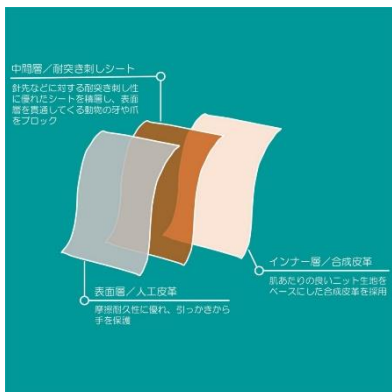 中間層／耐突き刺しシート
針先などに対する耐突き刺し性
に優れたシートを積層し、表面
層を貫通してくる動物の牙や爪
をブロック
インナー層／合成皮革
肌あたりの良いニット生地を
ベースにした合成皮革を採用
表面層／人工皮革
摩擦耐久性に優れ、引っかきから
手を保護